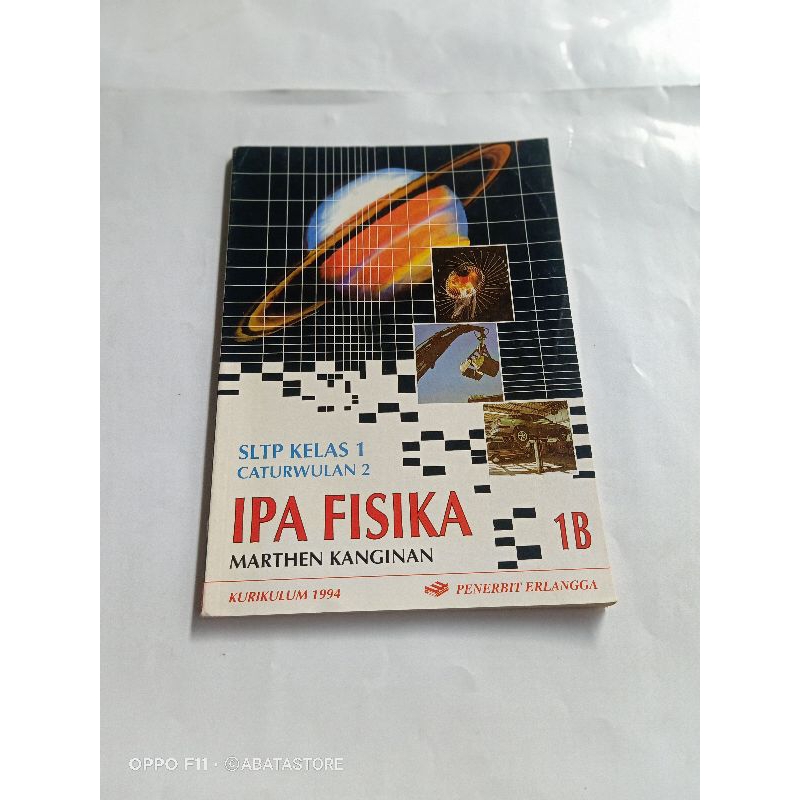 SLTP KELAS 1
CATURWULAN 2
IPA FISIKA
1B
MARTHEN KANGINAN
KURIKULUM 1994
PENERBIT ERLANGGA
OPPO F11 · ©ABATASTORE